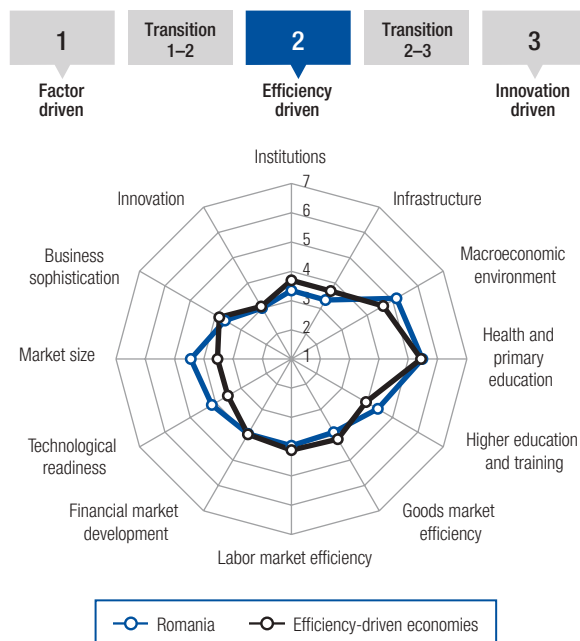 1
Transition
1–2
2
Transition
2–3
3
Factor
driven
Efficiency
driven
Innovation
driven
Institutions
7
6
5
4
3
2
1
Infrastructure
Macroeconomic
environment
Health and
primary
education
Higher education
and training
Goods market
efficiency
Labor market efficiency
Financial market
development
Technological
readiness
Market size
Business
sophistication
Innovation
Romania
Efficiency-driven economies